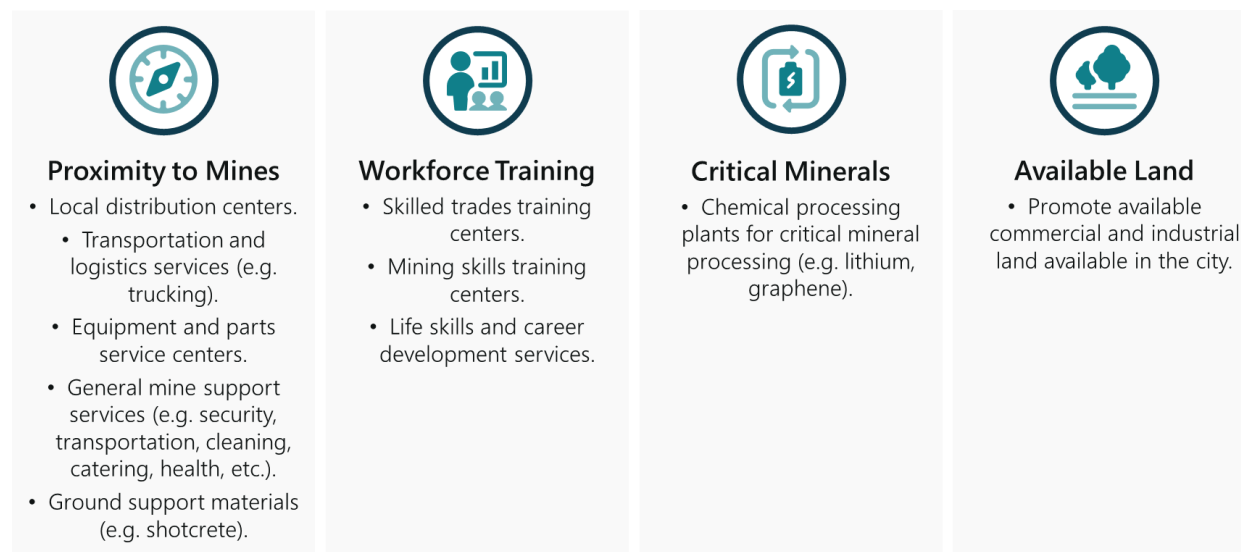 Proximity to Mines
• Local distribution centers.
• Transportation and
logistics services (e.g.
trucking).
• Equipment and parts
service centers.
• General mine support
services (e.g. security,
transportation, cleaning,
catering, health, etc.).
• Ground support materials
(e.g. shotcrete).
Workforce Training
• Skilled trades training
centers.
• Mining skills training
centers.
• Life skills and career
development services.
Critical Minerals
• Chemical processing
plants for critical mineral
processing (e.g. lithium,
graphene).
Available Land
• Promote available
commercial and industrial
land available in the city.